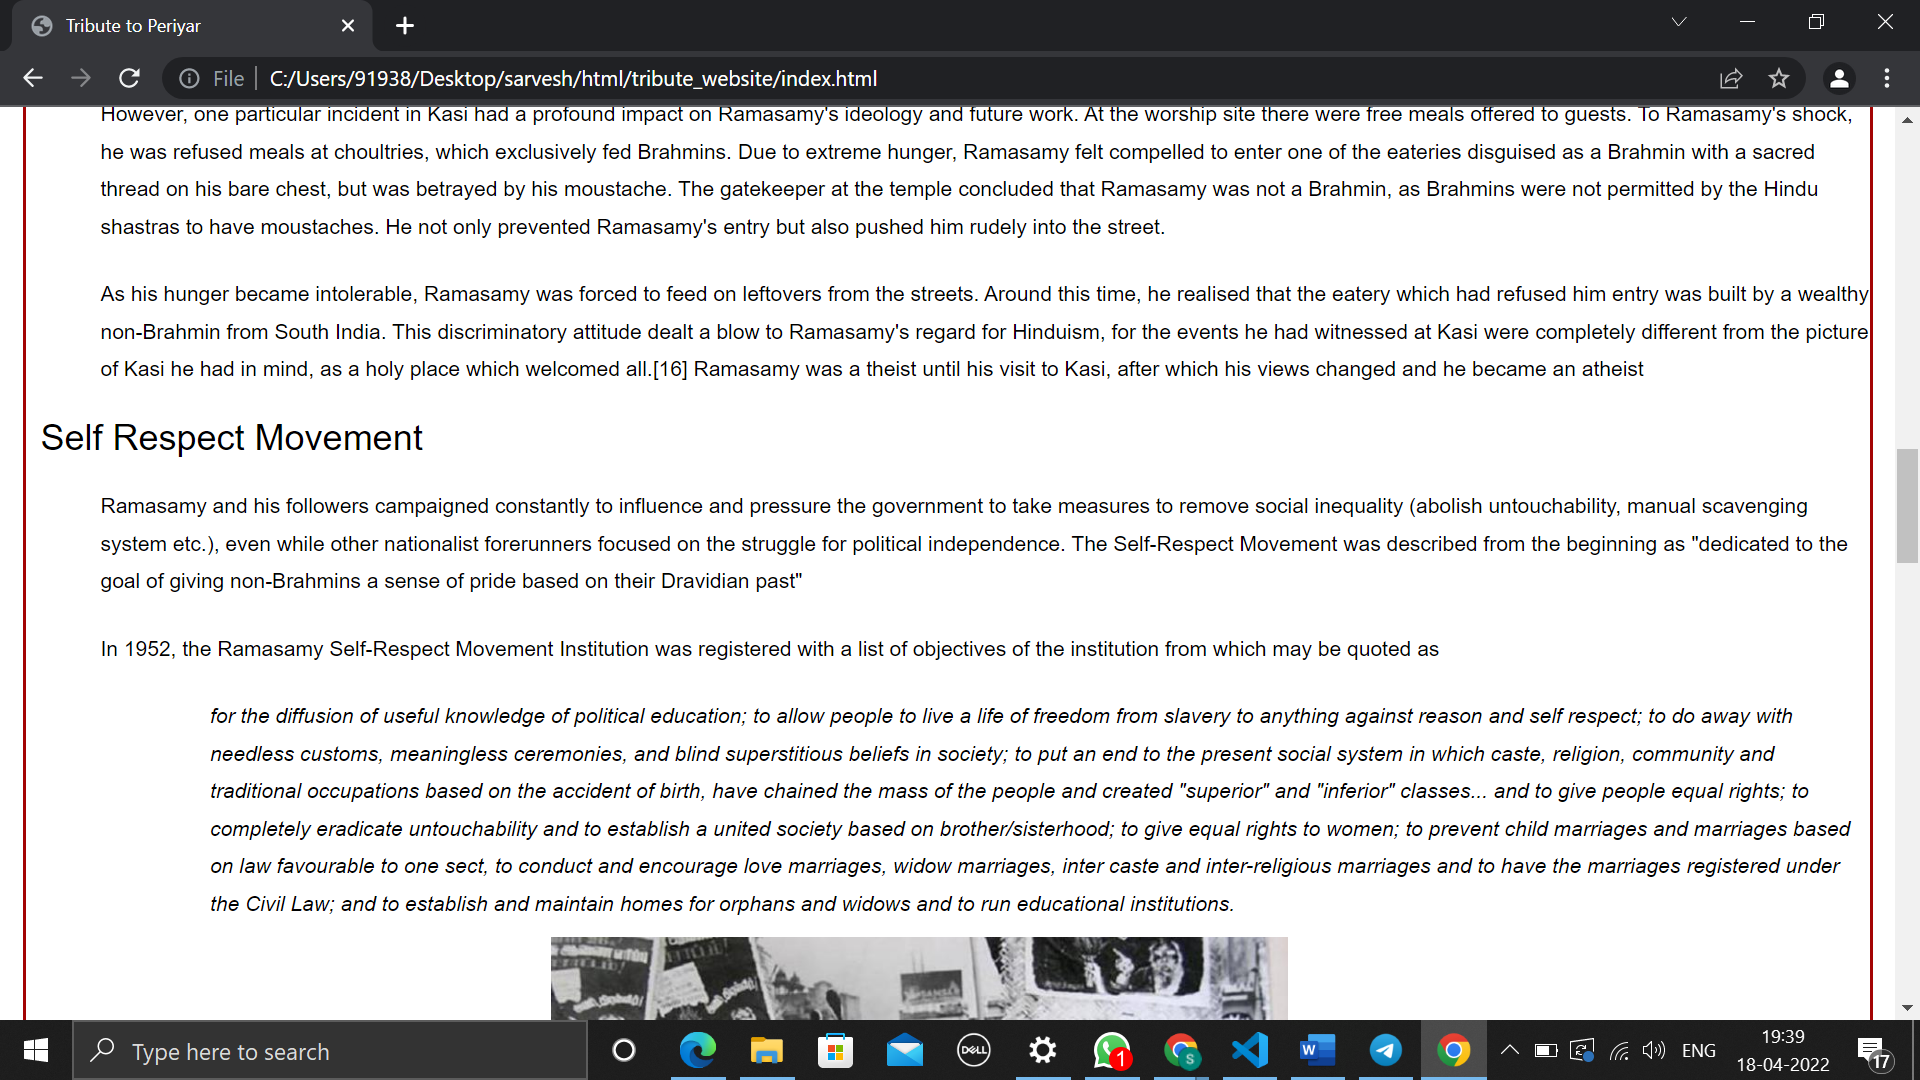 Tribute to Periyar
File
C:/Users/91938/Desktop/sarvesh/html/tribute_website/index.html
However, one particular incident in Kasi had a profound impact on Ramasamy's ideology and future work. At the worship site there were free meals offered to guests. To Ramasamy's shock,
he was refused meals at choultries, which exclusively fed Brahmins. Due to extreme hunger, Ramasamy felt compelled to enter one of the eateries disguised as a Brahmin with a sacred
thread on his bare chest, but was betrayed by his moustache. The gatekeeper at the temple concluded that Ramasamy was not a Brahmin, as Brahmins were not permitted by the Hindu
shastras to have moustaches. He not only prevented Ramasamy's entry but also pushed him rudely into the street.
As his hunger became intolerable, Ramasamy was forced to feed on leftovers from the streets. Around this time, he realised that the eatery which had refused him entry was built by a wealthy
non-Brahmin from South India. This discriminatory attitude dealt a blow to Ramasamy's regard for Hinduism, for the events he had witnessed at Kasi were completely different from the picture
of Kasi he had in mind, as a holy place which welcomed all.[16] Ramasamy was a theist until his visit to Kasi, after which his views changed and he became an atheist
Self Respect Movement
Ramasamy and his followers campaigned constantly to influence and pressure the government to take measures to remove social inequality (abolish untouchability, manual scavenging
system etc.), even while other nationalist forerunners focused on the struggle for political independence. The Self-Respect Movement was described from the beginning as "dedicated to the
goal of giving non-Brahmins a sense of pride based on their Dravidian past"
In 1952, the Ramasamy Self-Respect Movement Institution was registered with a list of objectives of the institution from which may be quoted as
for the diffusion of useful knowledge of political education; to allow people to live a life of freedom from slavery to anything against reason and self respect; to do away with
needless customs, meaningless ceremonies, and blind superstitious beliefs in society; to put an end to the present social system in which caste, religion, community and
traditional occupations based on the accident of birth, have chained the mass of the people and created "superior" and "inferior" classes... and to give people equal rights; to
completely eradicate untouchability and to establish a united society based on brother/sisterhood; to give equal rights to women; to prevent child marriages and marriages based
on law favourable to one sect, to conduct and encourage love marriages, widow marriages, inter caste and inter-religious marriages and to have the marriages registered under
the Civil Law; and to establish and maintain homes for orphans and widows and to run educational institutions.
Type here to search
DELL
1
S
W
ENG
19:39
18-04-2022
17